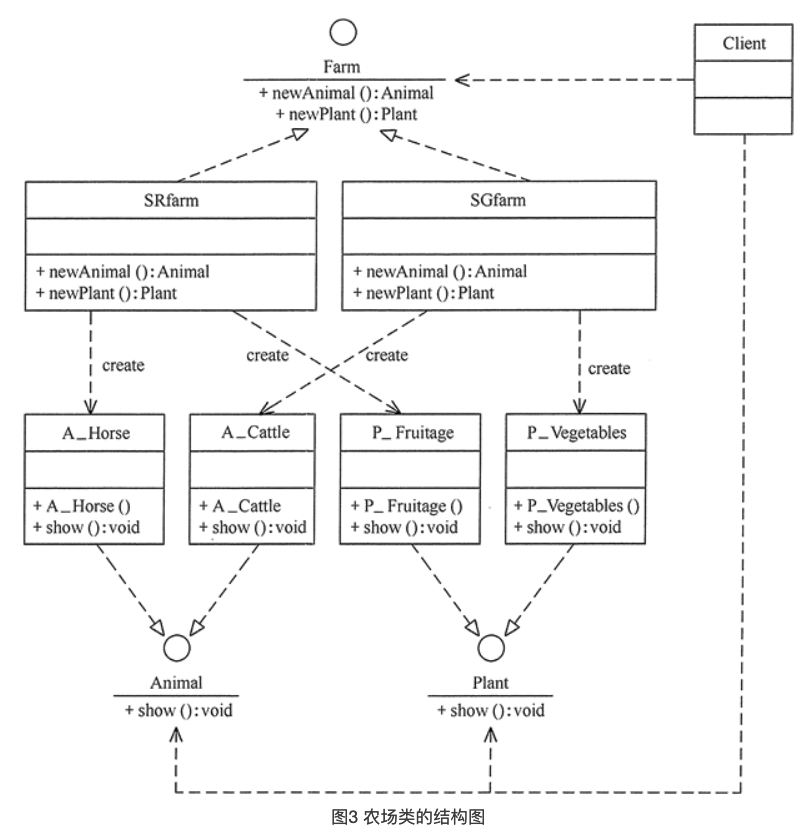 Farm
+ newAnimal (): Animal
+ newPlant (): Plant
Client
SRfarm
+ newAnimal (): Animal
+ newPlant (): Plant
SGfarm
+ newAnimal (): Animal
+ newPlant (): Plant
create
create
create
create
A_Horse
+ A_Horse ()
+ show (): void
A_Cattle
+ A_Cattle
+ show (): void
P_ Fruitage
+ P_ Fruitage ()
+ show (): void
P_Vegetables
+ P_Vegetables ()
+ show (): void
Animal
+ show (): void
Plant
+ show (): void
图3 农场类的结构图